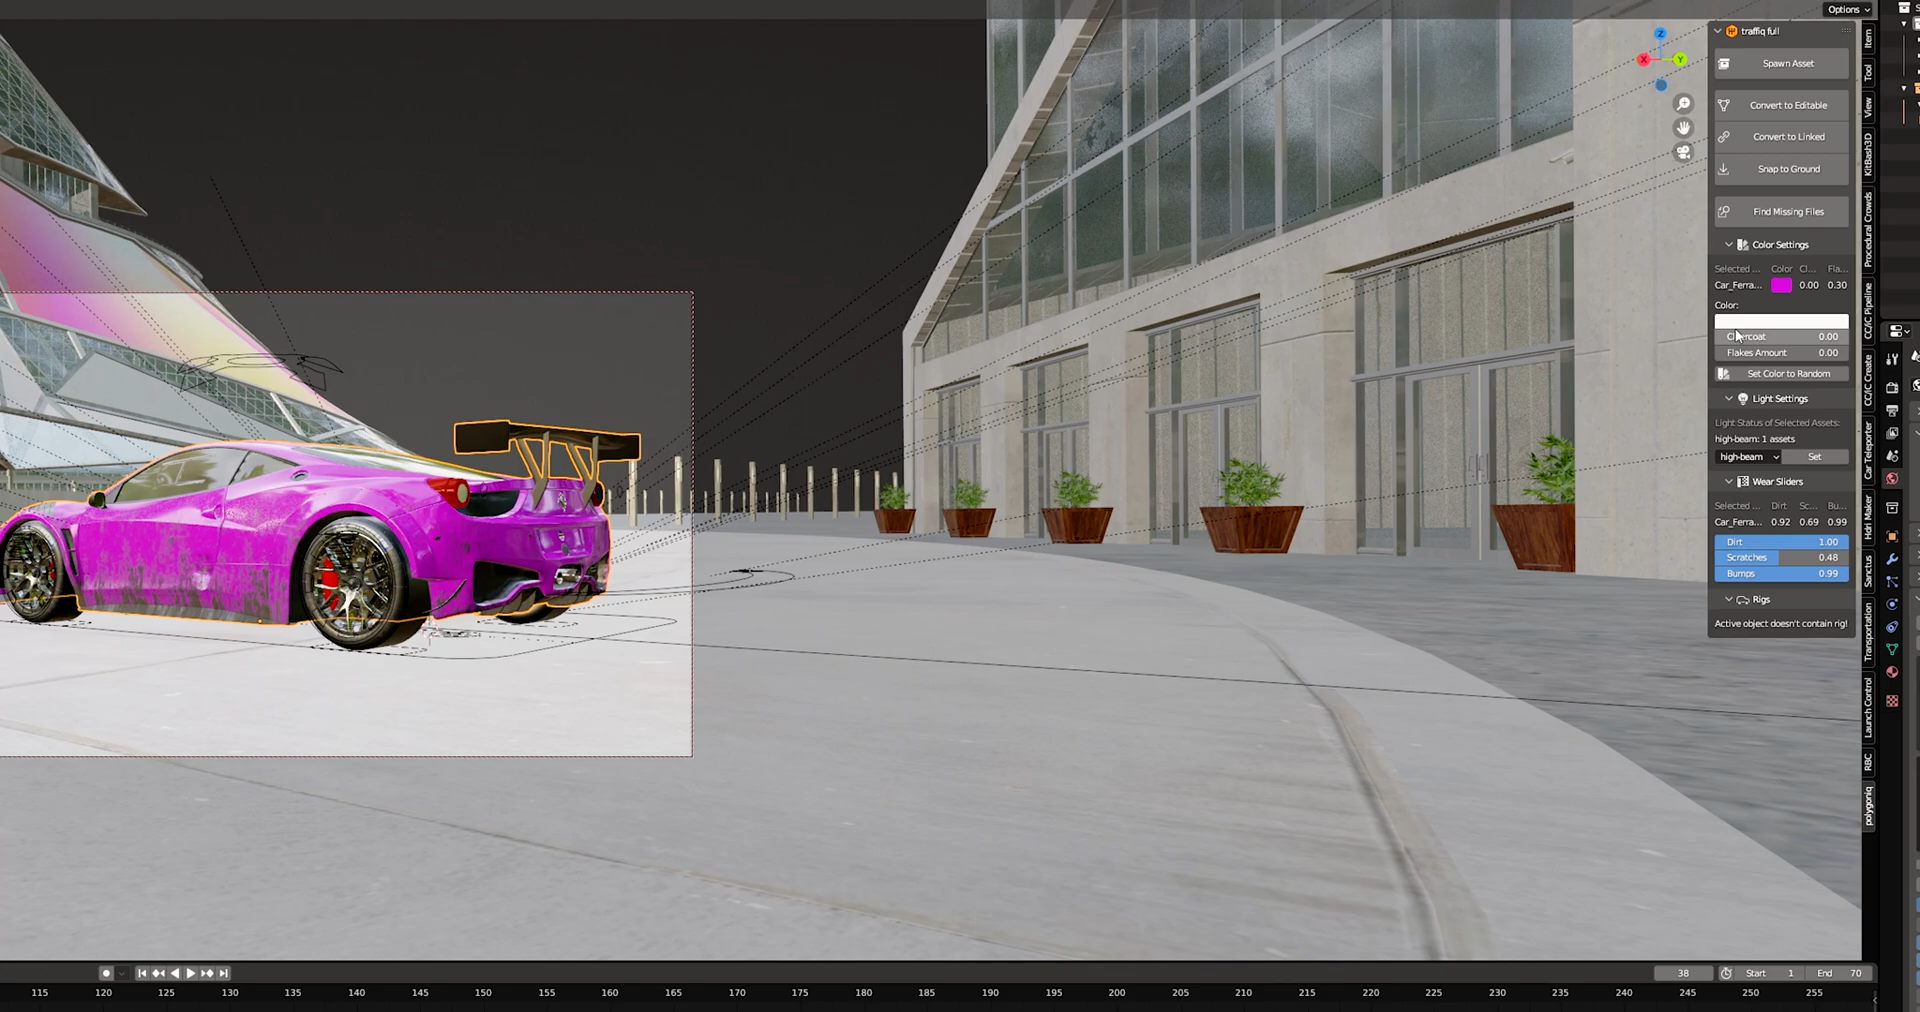 Options
traffiq full
Spawn Asset
Convert to Editable
Convert to Linked
Snap to Ground
Find Missing Files
Color Settings
Selected ... Color Cl... Fla...
Car_Ferra... 0.00 0.30
Color:
Clearcoat 0.00
Flakes Amount 0.00
Set Color to Random
Light Settings
Light Status of Selected Assets:
high-beam: 1 assets
high-beam Set
Wear Sliders
Selected ... Dirt Sc... Bu...
Car_Ferra... 0.92 0.69 0.99
Dirt 1.00
Scratches 0.48
Bumps 0.99
Rigs
Active object doesn't contain rig!
Z
X
Y
Item
Tool
View
KitBash3D
Procedural Crowds
CC/iC Pipeline
CC/iC Create
Car Teleporter
Hdri Maker
Sanctus
Transportation
Launch Control
RBC
polygoniq
38 Start 1 End 70
115 120 125 130 135 140 145 150 155 160 165 170 175 180 185 190 195 200 205 210 215 220 225 230 235 240 245 250 255